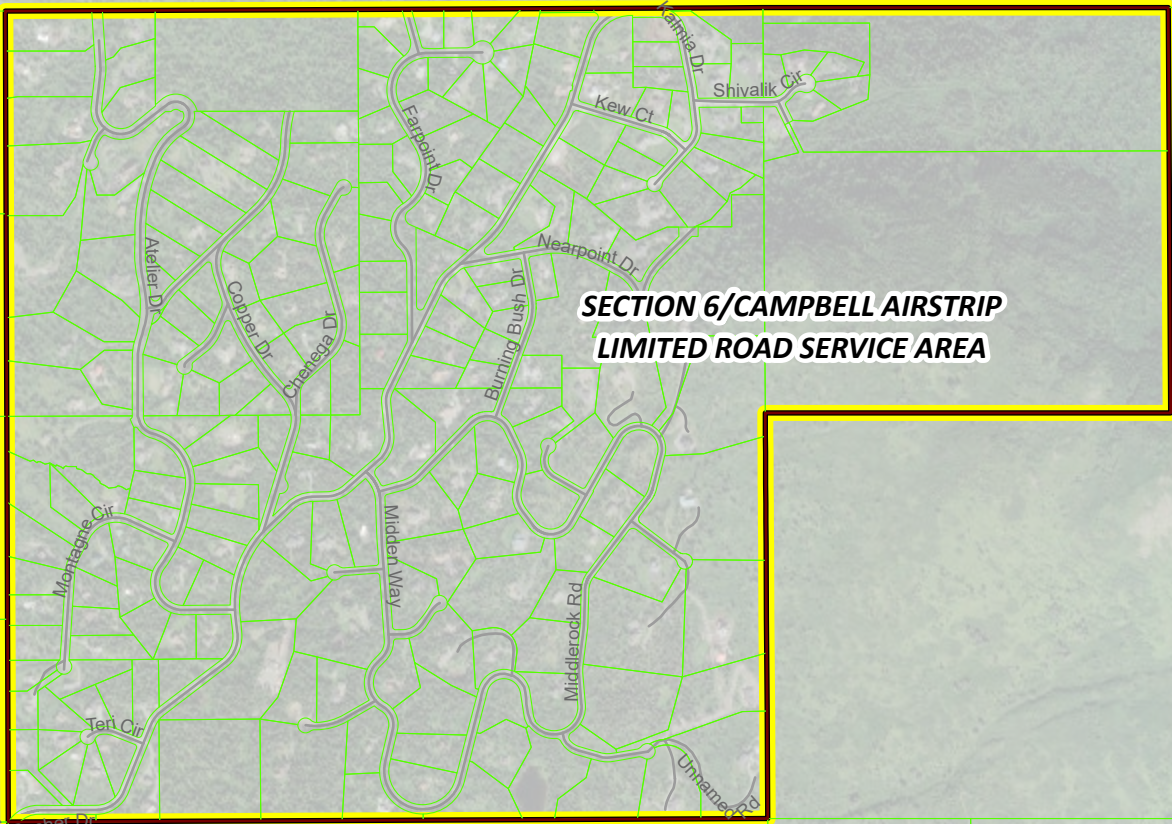 Kalmia Dr
Shivalik Cir
Kew Ct
Farpoint Dr
Nearpoint Dr
Atelier Dr
Copper Dr
Chenega Dr
Burning Bush Dr
SECTION 6/CAMPBELL AIRSTRIP
LIMITED ROAD SERVICE AREA
Montagne Cir
Midden Way
Middlerock Rd
Teri Cir
Unnamed Rd